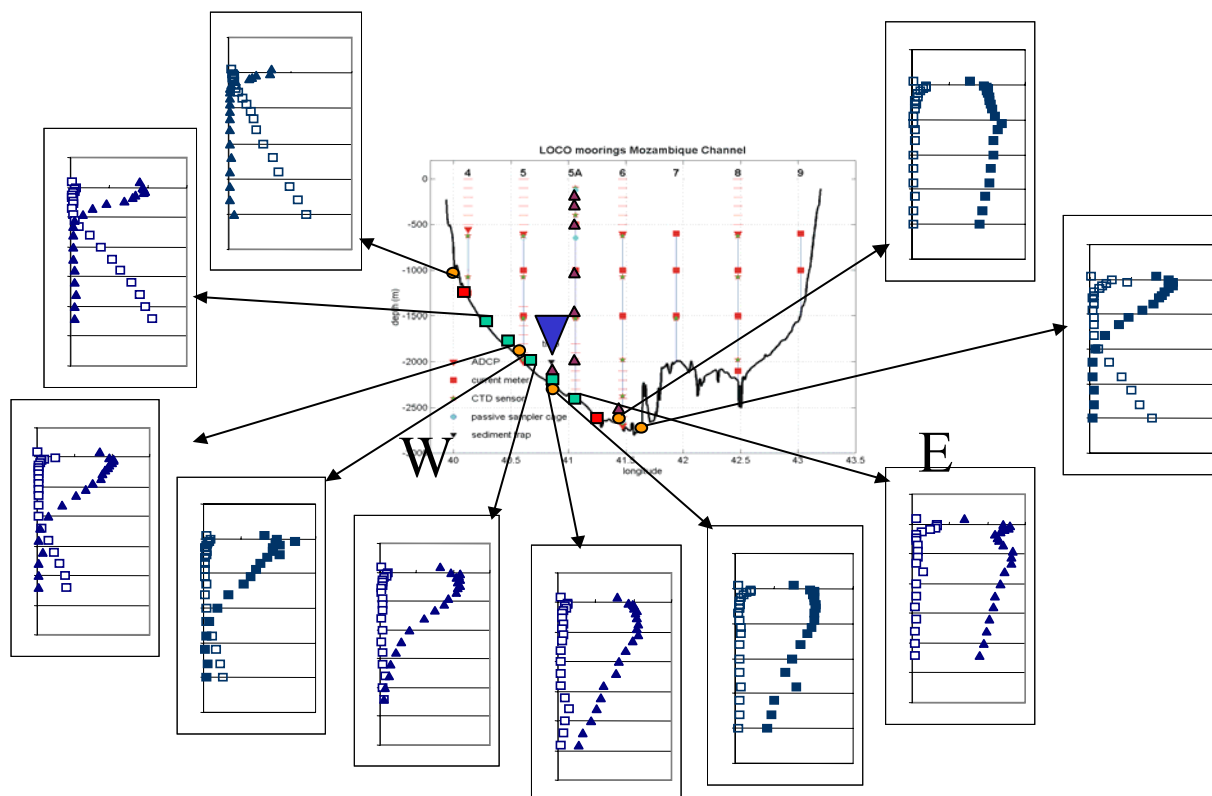 LOCO moorings Mozambique Channel
4 5 5A 6 7 8 9
0
-500
-1000
-1500
-2000
-2500
depth (m)
ADCP
current meter
CTD sensor
passive sampler cage
sediment trap
W
E
40 40.5 41 41.5 42 42.5 43 43.5
longitude